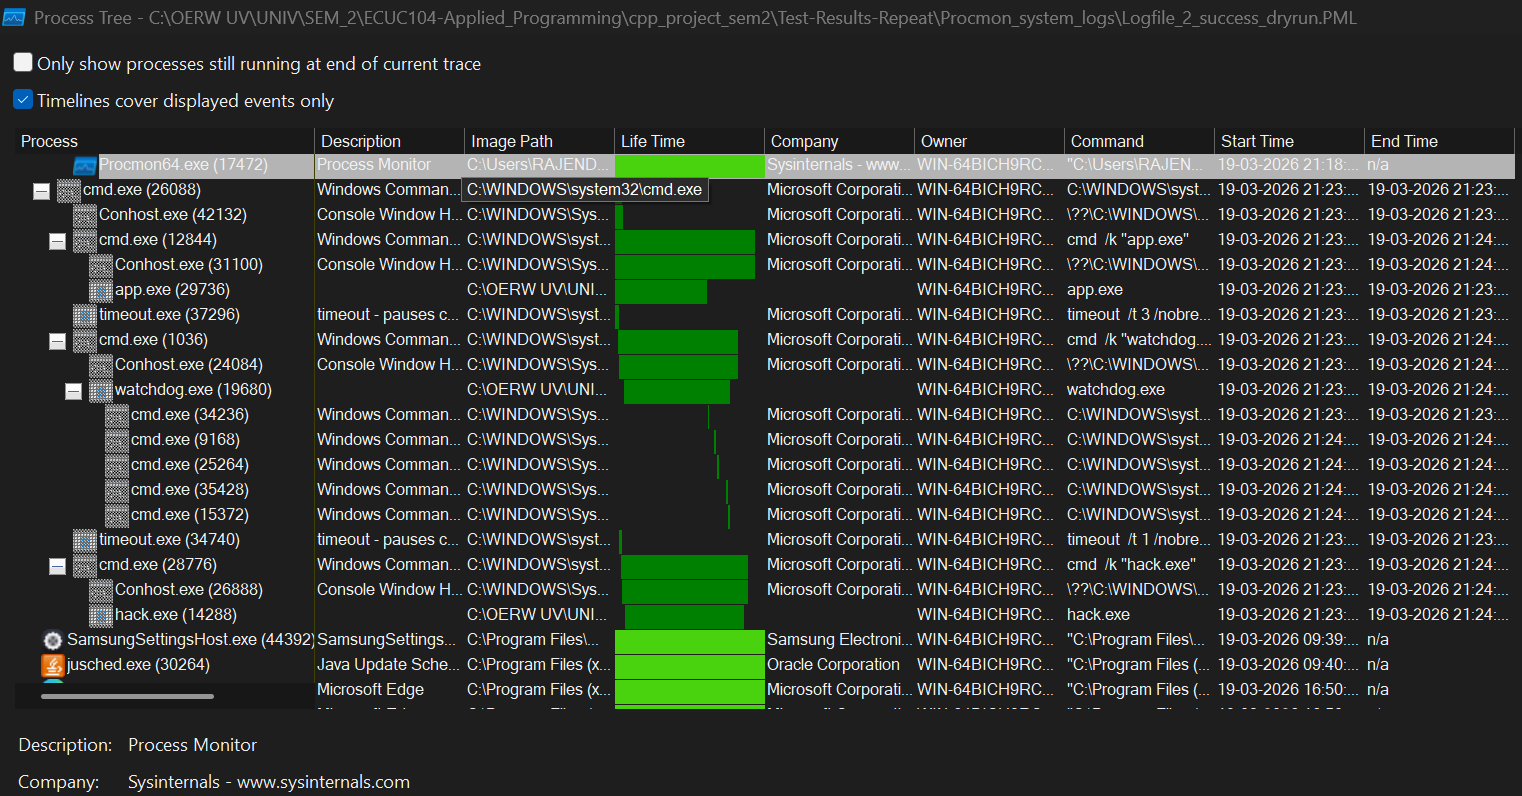 Process Tree - C:\OERW UV\UNIV\SEM_2\ECUC104-Applied_Programming\cpp_project_sem2\Test-Results-Repeat\Procmon_system_logs\Logfile_2_success_dryrun.PML
Only show processes still running at end of current trace
Timelines cover displayed events only
Process Description Image Path Life Time Company Owner Command Start Time End Time
Procmon64.exe (17472) Process Monitor C:\Users\RAJEND... Sysinternals - www... WIN-64BICH9RC... "C:\Users\RAJEN... 19-03-2026 21:18:... n/a
cmd.exe (26088) Windows Comman... C:\WINDOWS\system32\cmd.exe Microsoft Corporati... WIN-64BICH9RC... C:\WINDOWS\syst... 19-03-2026 21:23:... 19-03-2026 21:23:...
Conhost.exe (42132) Console Window H... C:\WINDOWS\Sys... Microsoft Corporati... WIN-64BICH9RC... \??\C:\WINDOWS\... 19-03-2026 21:23:... 19-03-2026 21:23:...
cmd.exe (12844) Windows Comman... C:\WINDOWS\syst... Microsoft Corporati... WIN-64BICH9RC... cmd /k "app.exe" 19-03-2026 21:23:... 19-03-2026 21:24:...
Conhost.exe (31100) Console Window H... C:\WINDOWS\Sys... Microsoft Corporati... WIN-64BICH9RC... \??\C:\WINDOWS\... 19-03-2026 21:23:... 19-03-2026 21:24:...
app.exe (29736) C:\OERW UV\UNI... WIN-64BICH9RC... app.exe 19-03-2026 21:23:... 19-03-2026 21:23:...
timeout.exe (37296) timeout - pauses c... C:\WINDOWS\syst... Microsoft Corporati... WIN-64BICH9RC... timeout /t 3 /nobre... 19-03-2026 21:23:... 19-03-2026 21:23:...
cmd.exe (1036) Windows Comman... C:\WINDOWS\syst... Microsoft Corporati... WIN-64BICH9RC... cmd /k "watchdog.... 19-03-2026 21:23:... 19-03-2026 21:24:...
Conhost.exe (24084) Console Window H... C:\WINDOWS\Sys... Microsoft Corporati... WIN-64BICH9RC... \??\C:\WINDOWS\... 19-03-2026 21:23:... 19-03-2026 21:24:...
watchdog.exe (19680) C:\OERW UV\UNI... WIN-64BICH9RC... watchdog.exe 19-03-2026 21:23:... 19-03-2026 21:24:...
cmd.exe (34236) Windows Comman... C:\WINDOWS\Sys... Microsoft Corporati... WIN-64BICH9RC... C:\WINDOWS\syst... 19-03-2026 21:23:... 19-03-2026 21:23:...
cmd.exe (9168) Windows Comman... C:\WINDOWS\Sys... Microsoft Corporati... WIN-64BICH9RC... C:\WINDOWS\syst... 19-03-2026 21:24:... 19-03-2026 21:24:...
cmd.exe (25264) Windows Comman... C:\WINDOWS\Sys... Microsoft Corporati... WIN-64BICH9RC... C:\WINDOWS\syst... 19-03-2026 21:24:... 19-03-2026 21:24:...
cmd.exe (35428) Windows Comman... C:\WINDOWS\Sys... Microsoft Corporati... WIN-64BICH9RC... C:\WINDOWS\syst... 19-03-2026 21:24:... 19-03-2026 21:24:...
cmd.exe (15372) Windows Comman... C:\WINDOWS\Sys... Microsoft Corporati... WIN-64BICH9RC... C:\WINDOWS\syst... 19-03-2026 21:24:... 19-03-2026 21:24:...
timeout.exe (34740) timeout - pauses c... C:\WINDOWS\syst... Microsoft Corporati... WIN-64BICH9RC... timeout /t 1 /nobre... 19-03-2026 21:23:... 19-03-2026 21:23:...
cmd.exe (28776) Windows Comman... C:\WINDOWS\syst... Microsoft Corporati... WIN-64BICH9RC... cmd /k "hack.exe" 19-03-2026 21:23:... 19-03-2026 21:24:...
Conhost.exe (26888) Console Window H... C:\WINDOWS\Sys... Microsoft Corporati... WIN-64BICH9RC... \??\C:\WINDOWS\... 19-03-2026 21:23:... 19-03-2026 21:24:...
hack.exe (14288) C:\OERW UV\UNI... WIN-64BICH9RC... hack.exe 19-03-2026 21:23:... 19-03-2026 21:24:...
SamsungSettingsHost.exe (44392) SamsungSettings... C:\Program Files\... Samsung Electroni... WIN-64BICH9RC... "C:\Program Files\... 19-03-2026 09:39:... n/a
jusched.exe (30264) Java Update Sche... C:\Program Files (x... Oracle Corporation WIN-64BICH9RC... "C:\Program Files (... 19-03-2026 09:40:... n/a
Microsoft Edge C:\Program Files (x... Microsoft Corporati... WIN-64BICH9RC... "C:\Program Files (... 19-03-2026 16:50:... n/a
Description: Process Monitor
Company: Sysinternals - www.sysinternals.com